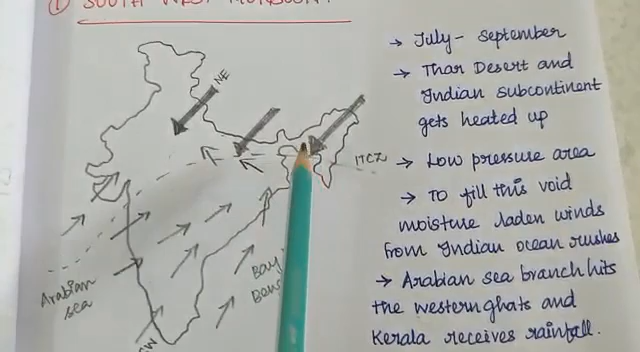 ① SOUTH WEST MONSOON
NE
ITCZ
Arabian
sea
Bay
SW
→ July - september
→ Thar Desert and
Indian subcontinent
gets heated up
→ Low pressure area
→ TO fill this void
moisture laden winds
from Indian ocean rushes
→ Arabian sea branch hits
the western ghats and
Kerala receives rainfall.